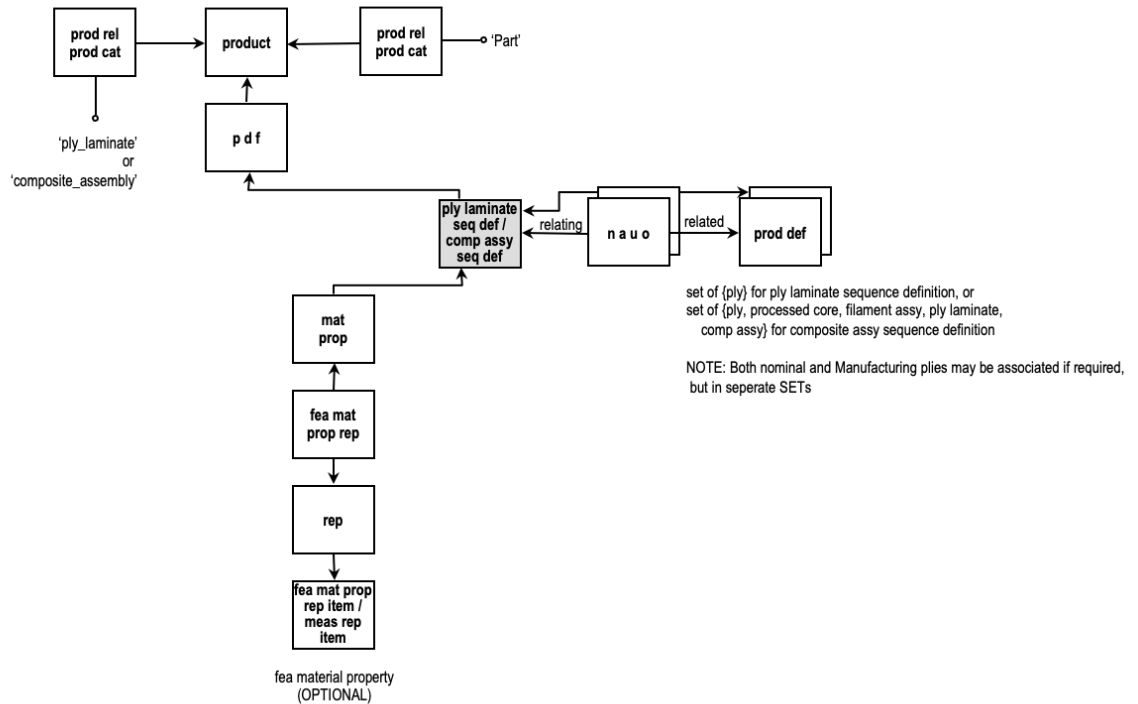 prod rel
prod cat
product
prod rel
prod cat
'Part'
'ply_laminate'
or
'composite_assembly'
p d f
ply laminate
seq def /
comp assy
seq def
relating
n a u o
related
prod def
set of {ply} for ply laminate sequence definition, or
set of {ply, processed core, filament assy, ply laminate,
comp assy} for composite assy sequence definition
NOTE: Both nominal and Manufacturing plies may be associated if required,
but in seperate SETs
mat
prop
fea mat
prop rep
rep
fea mat prop
rep item /
meas rep
item
fea material property
(OPTIONAL)